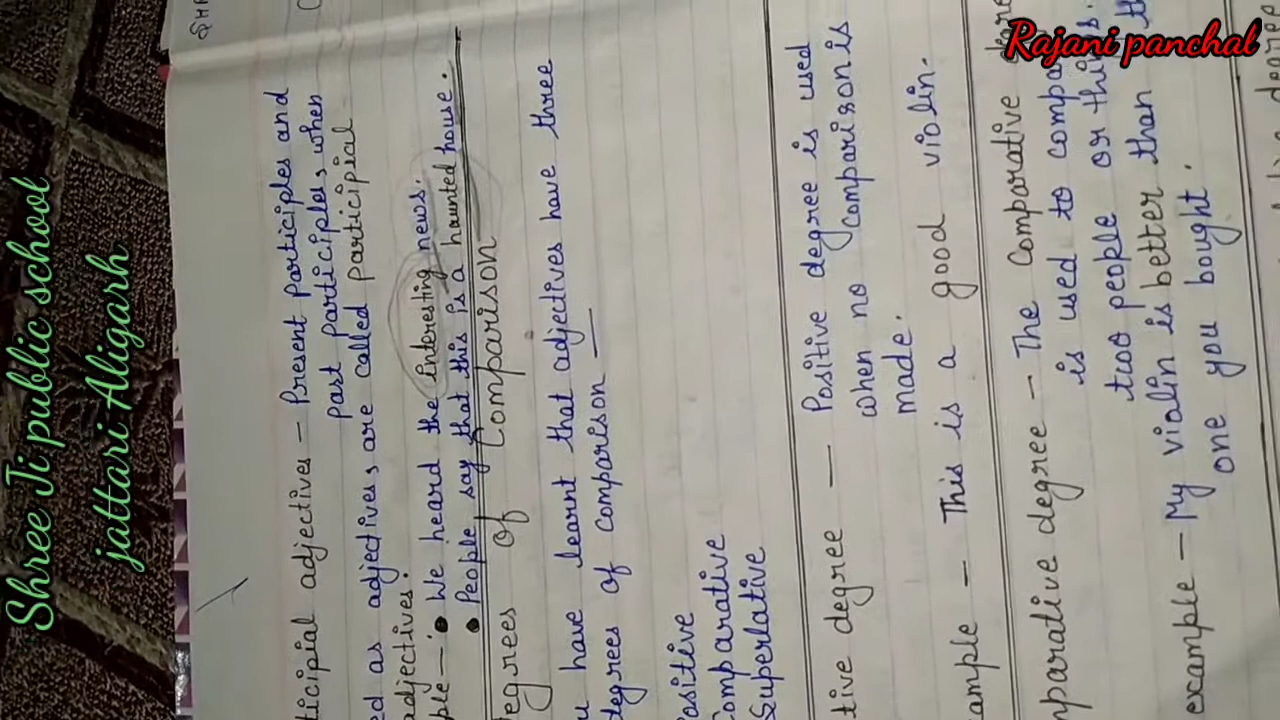 Shree Ji public school
jattari Aligarh
Rajani panchal
ticipial adjectives – Present participles and
past participles, when
ed as adjectives, are called participial
adjectives.
ple – • We heard the interesting news.
• People say that this is a haunted house.
egrees of Comparison
u have learnt that adjectives have three
degrees of comparison –
Positive
Comparative
Superlative
tive degree – Positive degree is used
when no comparison is
made.
ample – This is a good violin.
mparative degree – The comparative degre
is used to compa
two people or things.
example – My violin is better than th
one you bought.
degree